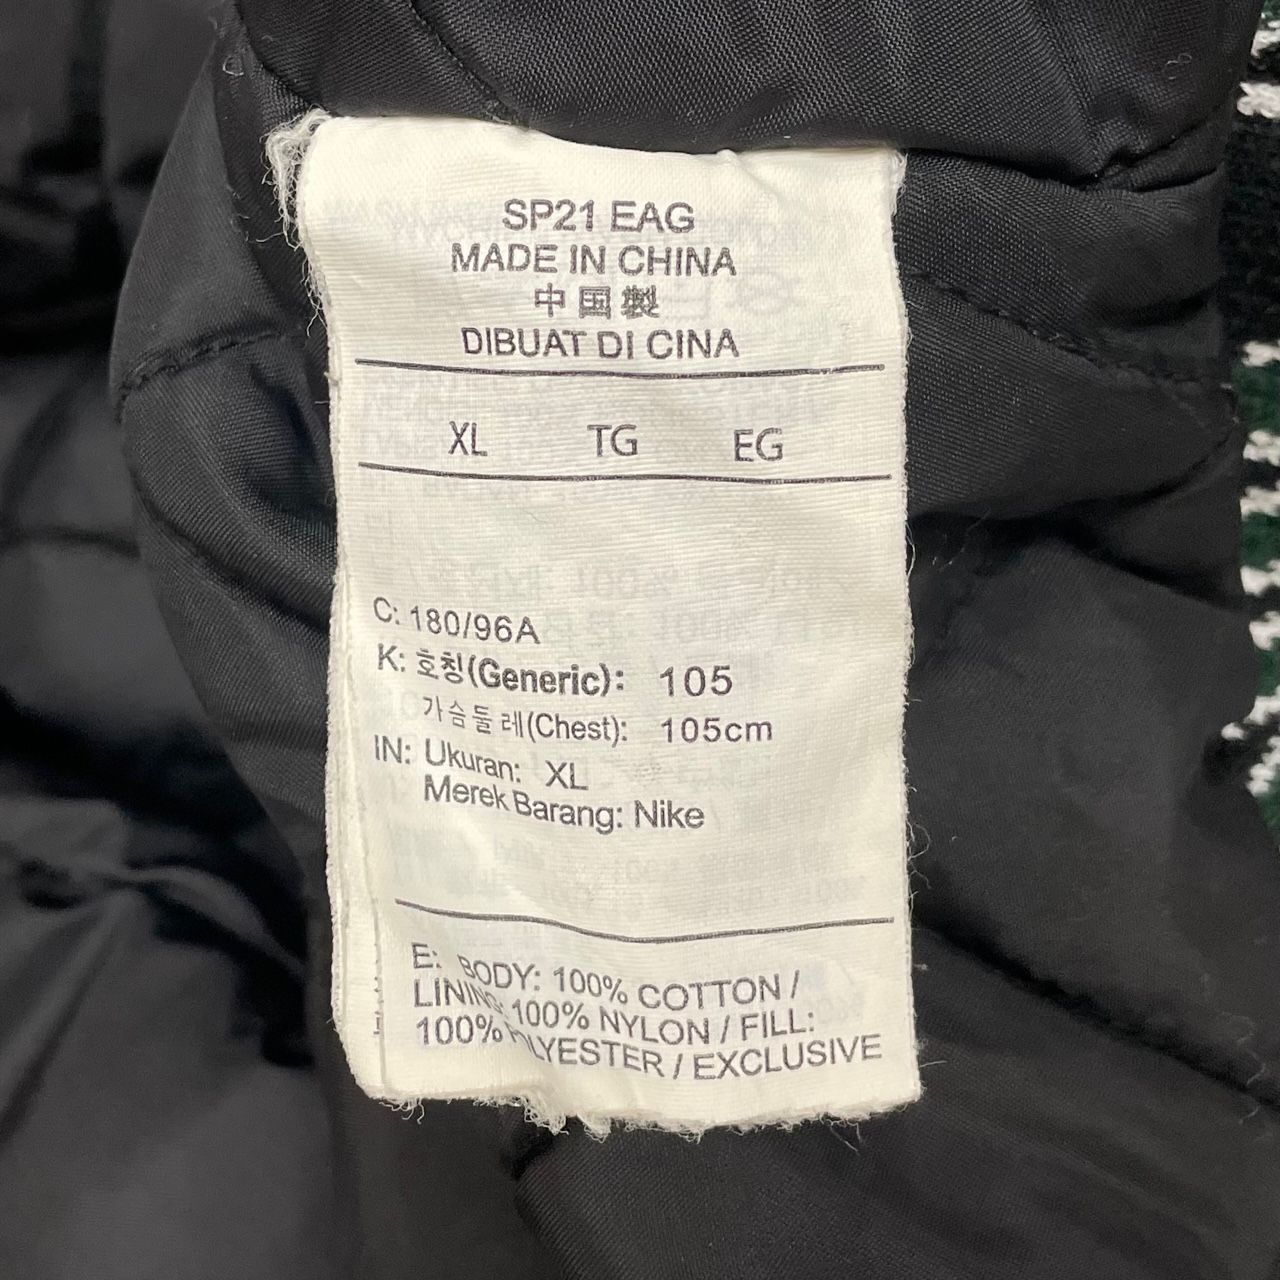 SP21 EAG
MADE IN CHINA
中国製
DIBUAT DI CINA
XL TG EG
C: 180/96A
K: 호칭(Generic): 105
가슴둘레(Chest): 105cm
IN: Ukuran: XL
Merek Barang: Nike
E: BODY: 100% COTTON /
LINING: 100% NYLON / FILL:
100% POLYESTER / EXCLUSIVE